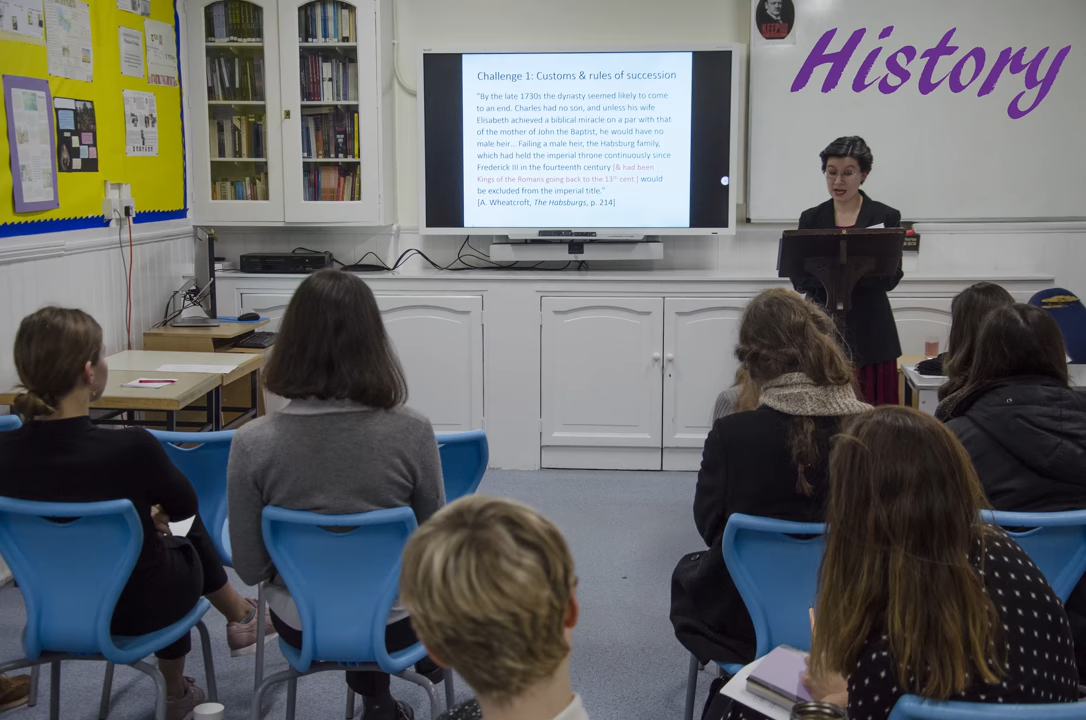 History
Challenge 1: Customs & rules of succession
"By the late 1730s the dynasty seemed likely to come
to an end. Charles had no son, and unless his wife
Elisabeth achieved a biblical miracle on a par with that
of the mother of John the Baptist, he would have no
male heir... Failing a male heir, the Habsburg family,
which had held the imperial throne continuously since
Frederick III in the fourteenth century [& had been
Kings of the Romans going back to the 13th cent.] would
be excluded from the imperial title."
[A. Wheatcroft, The Habsburgs, p. 214]